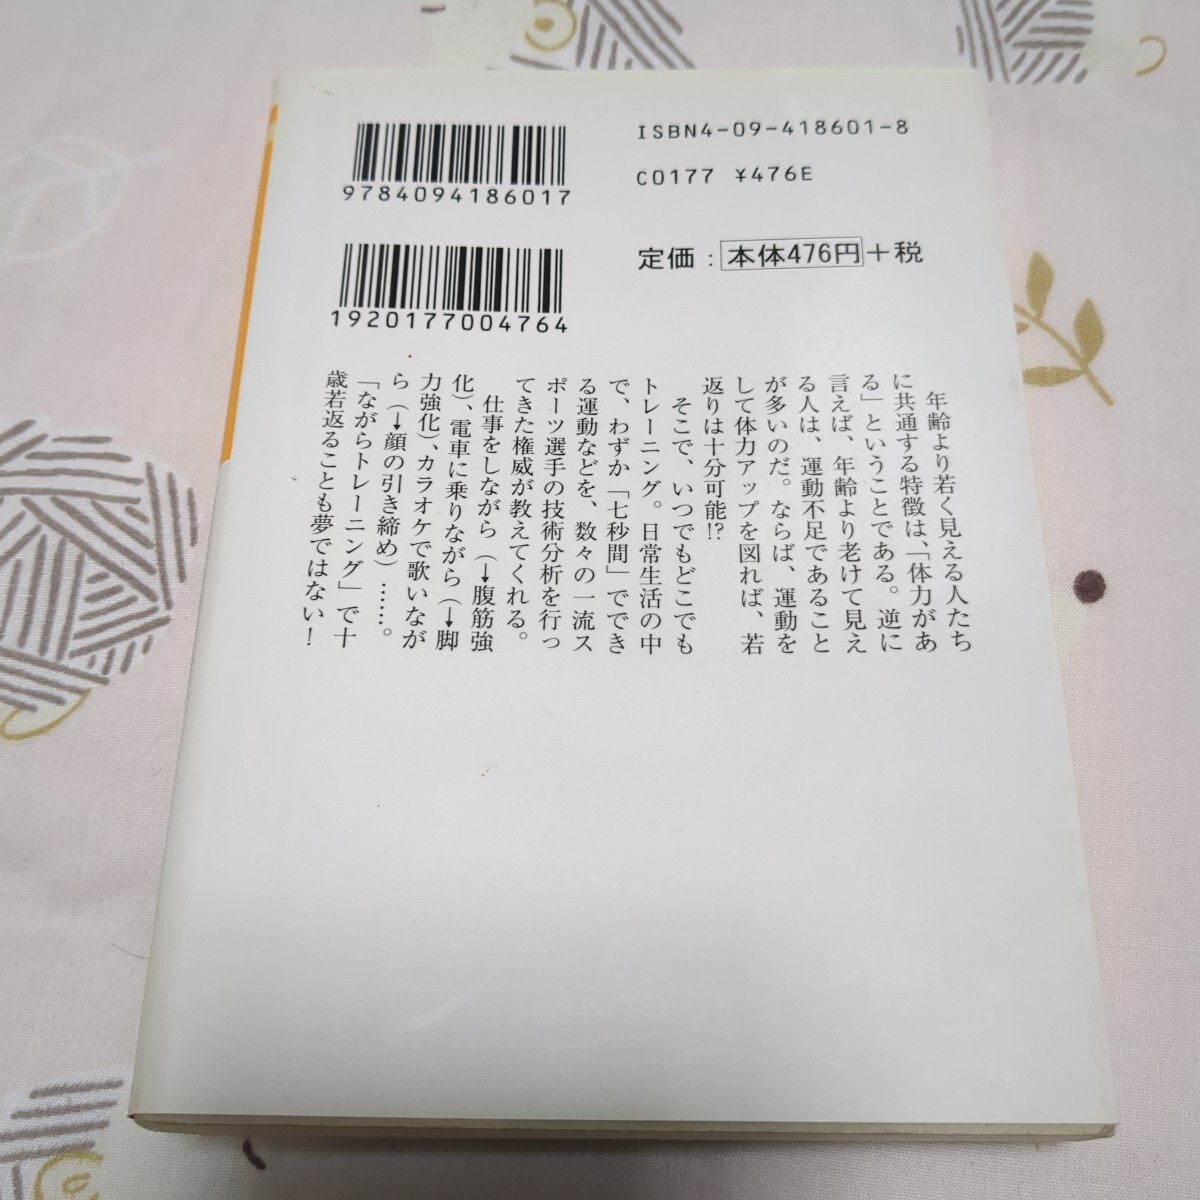 9784094186017
ISBN4-09-418601-8
C0177 ¥476E
1920177004764
定価：本体476円＋税
年齢より若く見える人たち
に共通する特徴は、「体力があ
る」ということである。逆に
言えば、年齢より老けて見え
る人は、運動不足であること
が多いのだ。ならば、運動を
して体力アップを図れば、若
返りは十分可能!?
そこで、いつでもどこでも
トレーニング。日常生活の中
で、わずか「七秒間」ででき
る運動などを、数々の一流ス
ポーツ選手の技術分析を行っ
てきた権威が教えてくれる。
仕事をしながら（→腹筋強
化）、電車に乗りながら（→脚
力強化）、カラオケで歌いなが
ら（→顔の引き締め）……。
「ながらトレーニング」で十
歳若返ることも夢ではない！